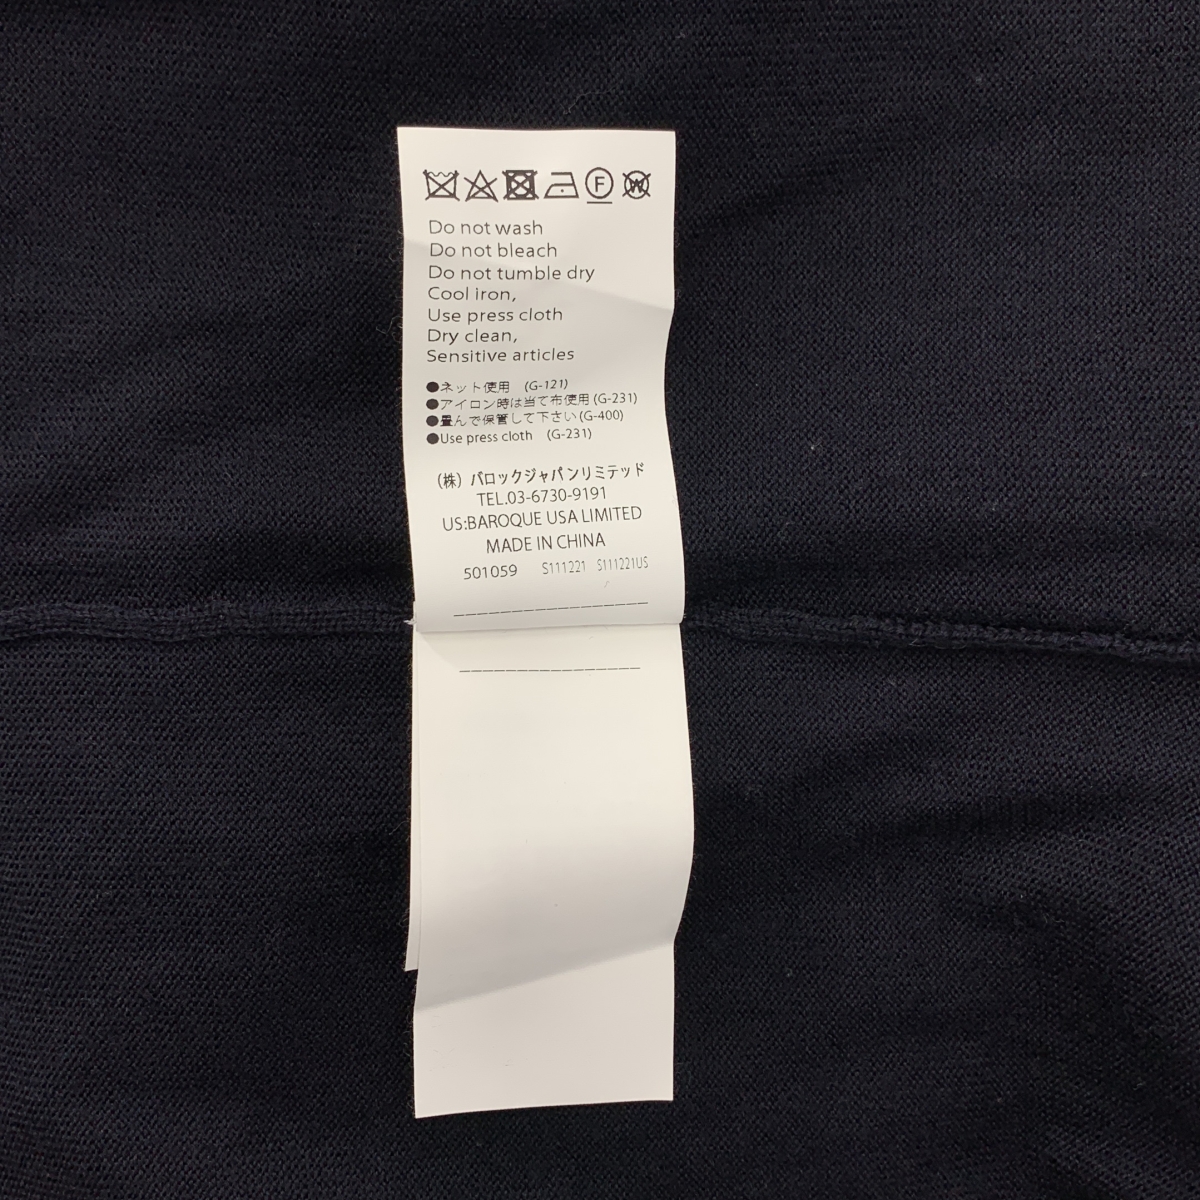 F W
Do not wash
Do not bleach
Do not tumble dry
Cool iron,
Use press cloth
Dry clean,
Sensitive articles
●ネット使用 (G-121)
●アイロン時は当て布使用(G-231)
●畳んで保管して下さい(G-400)
●Use press cloth (G-231)
(株) バロックジャパンリミテッド
TEL.03-6730-9191
US:BAROQUE USA LIMITED
MADE IN CHINA
501059 S111221 S111221US